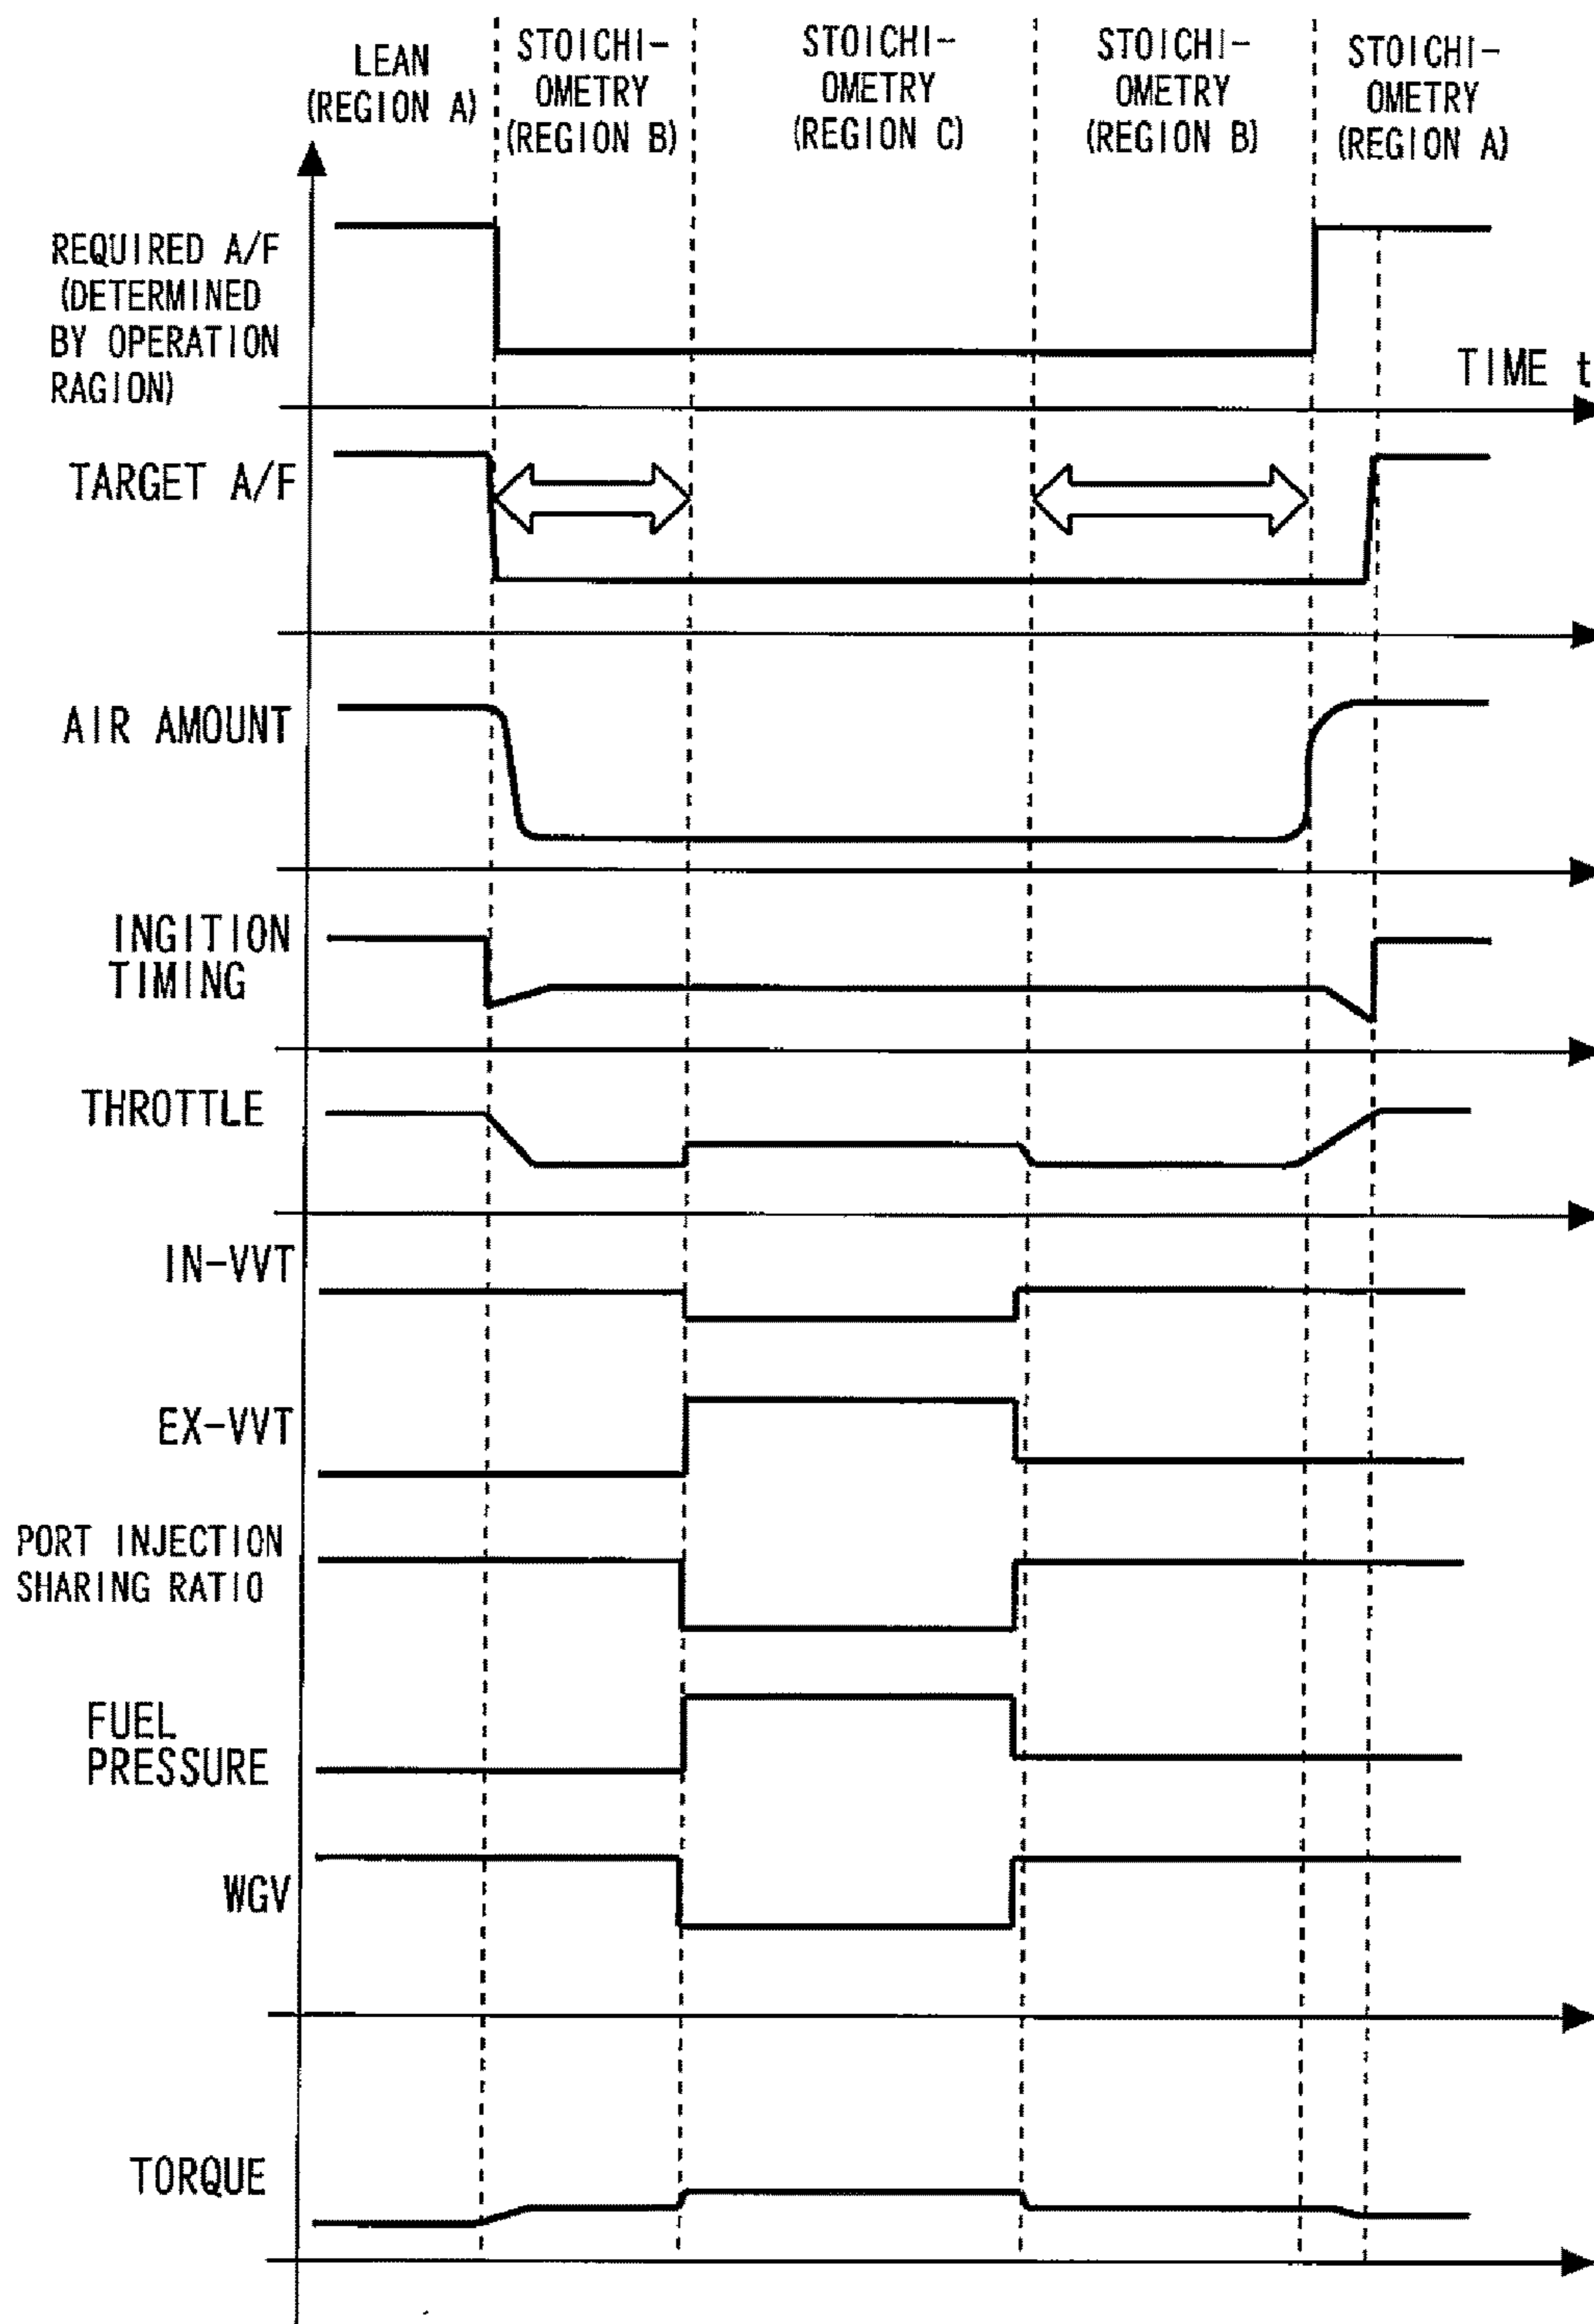 LEAN
(REGION A)
STOICHI-
OMETRY
(REGION B)
STOICHI-
OMETRY
(REGION C)
STOICHI-
OMETRY
(REGION B)
STOICHI-
OMETRY
(REGION A)
REQUIRED A/F
(DETERMINED
BY OPERATION
RAGION)
TIME t
TARGET A/F
AIR AMOUNT
INGITION
TIMING
THROTTLE
IN-VVT
EX-VVT
PORT INJECTION
SHARING RATIO
FUEL
PRESSURE
WGV
TORQUE